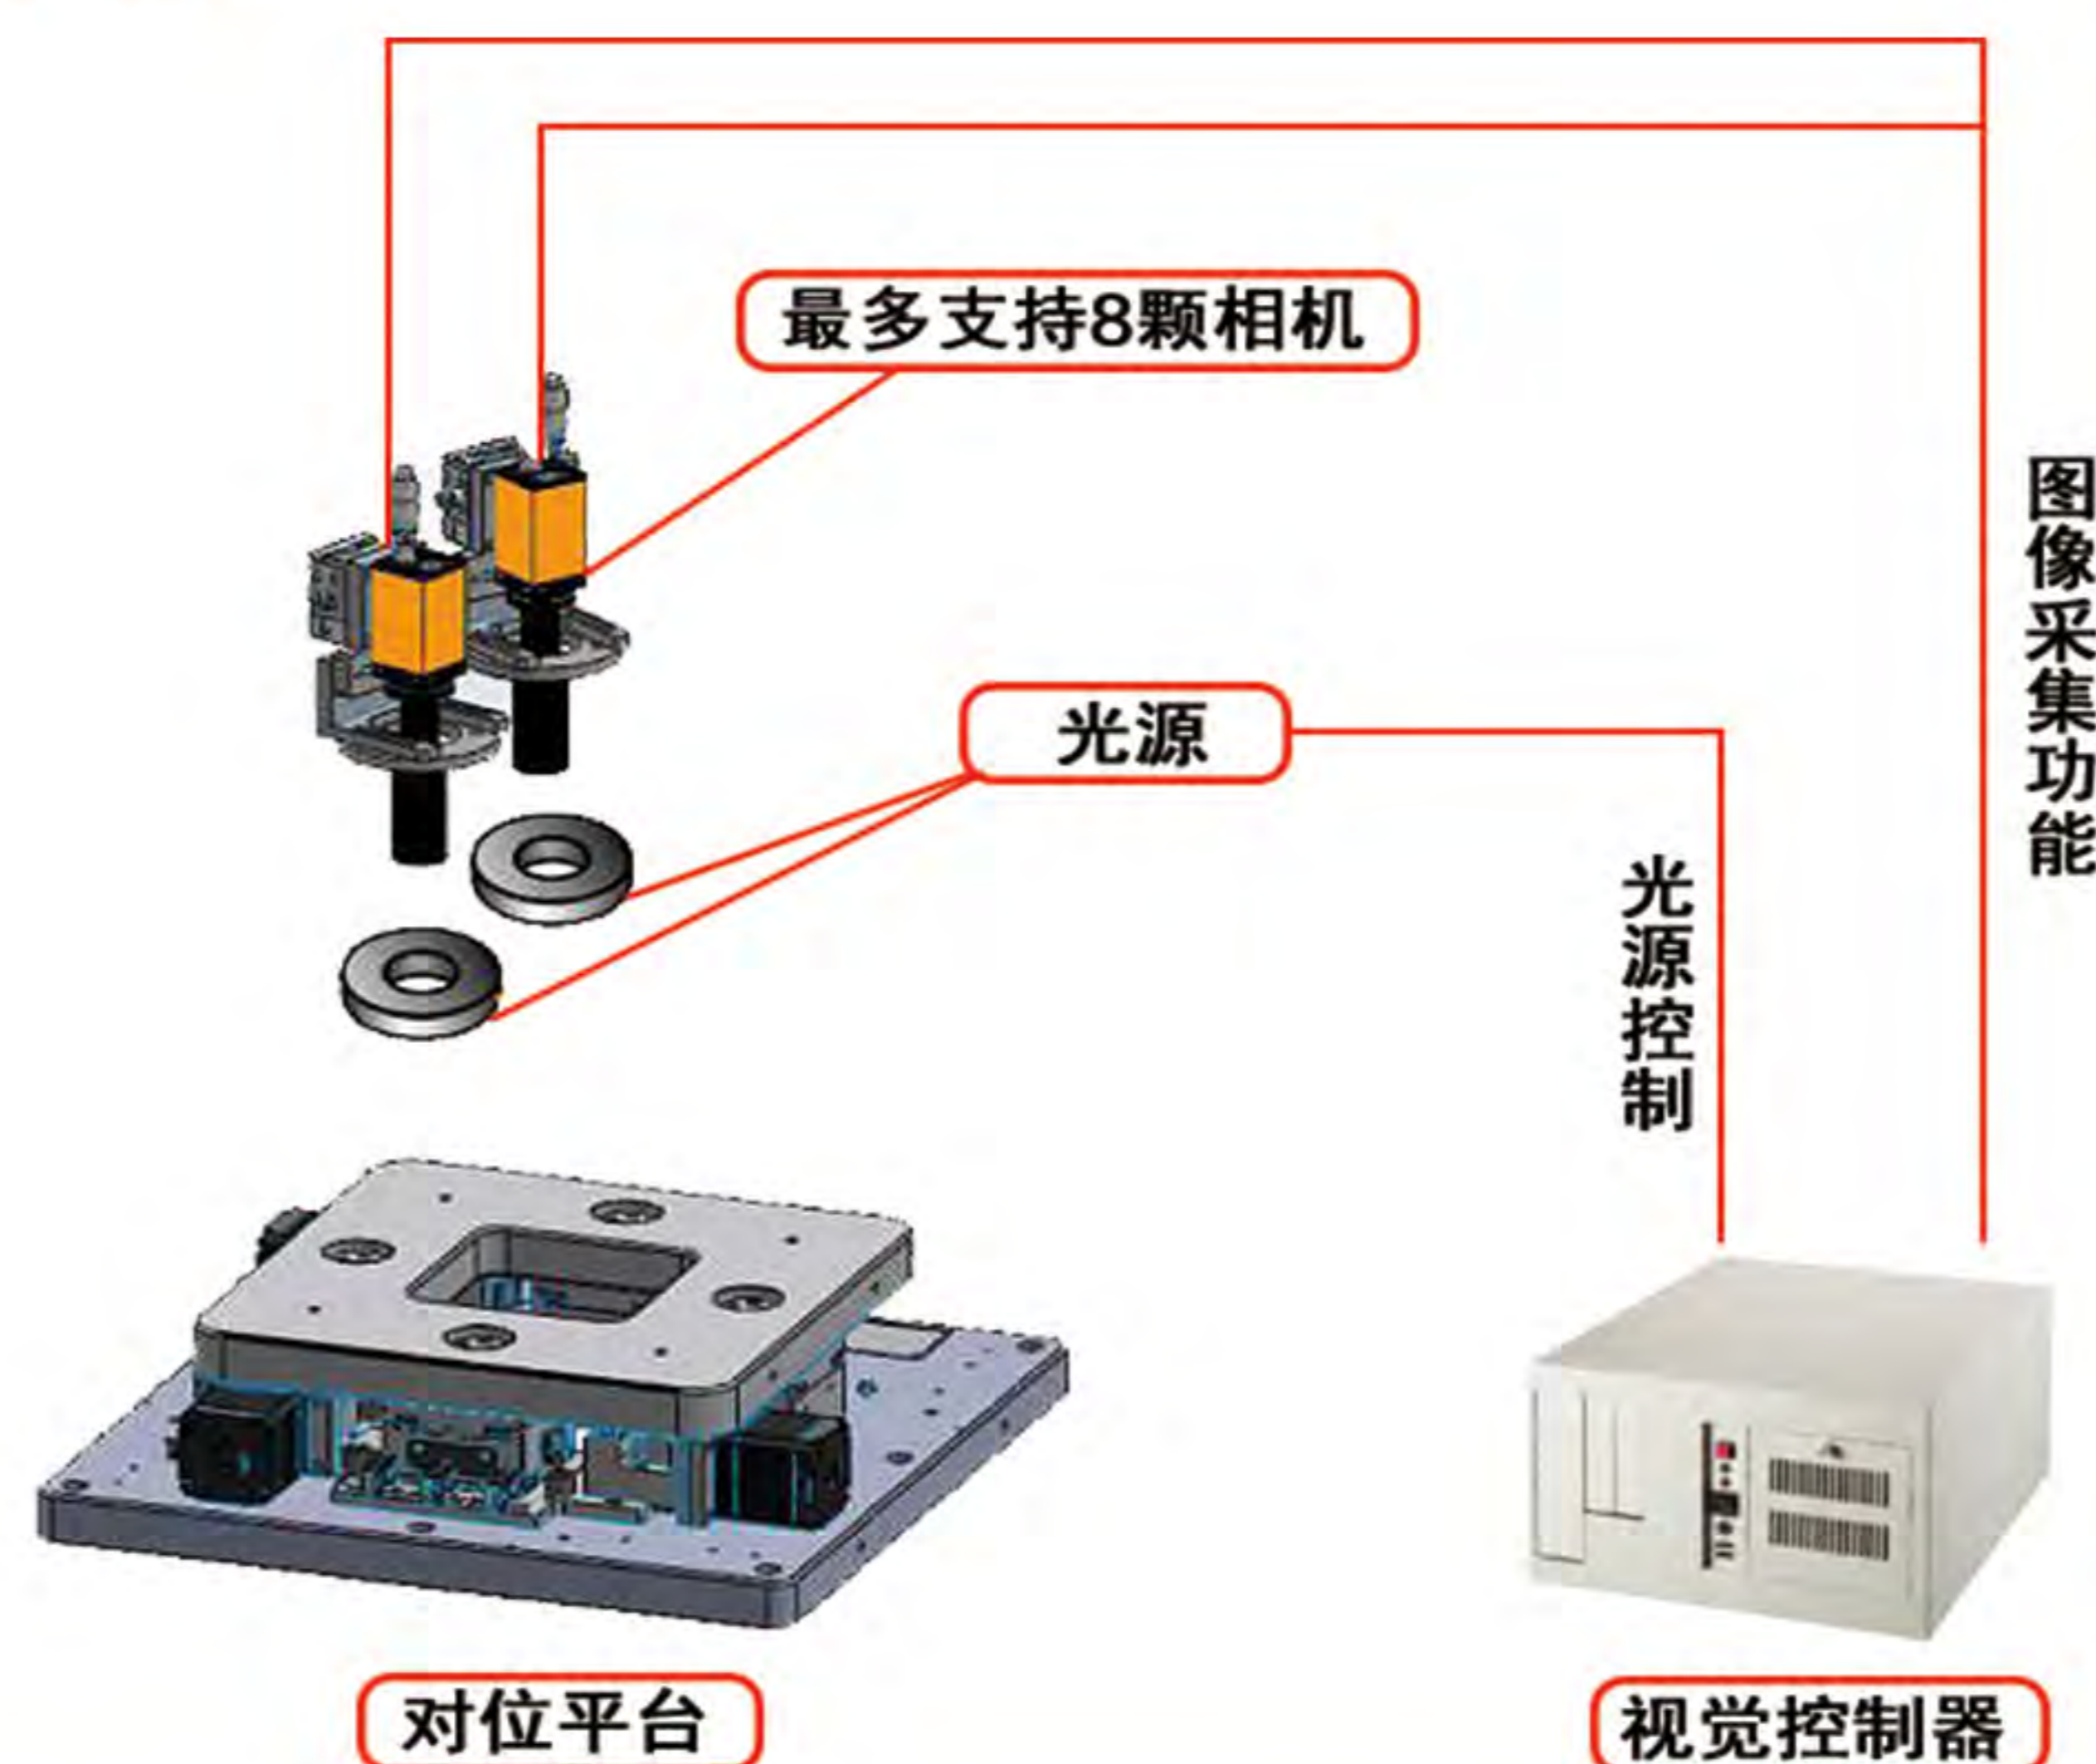 最多支持8颗相机
光源
图像采集功能
光源控制
对位平台
视觉控制器